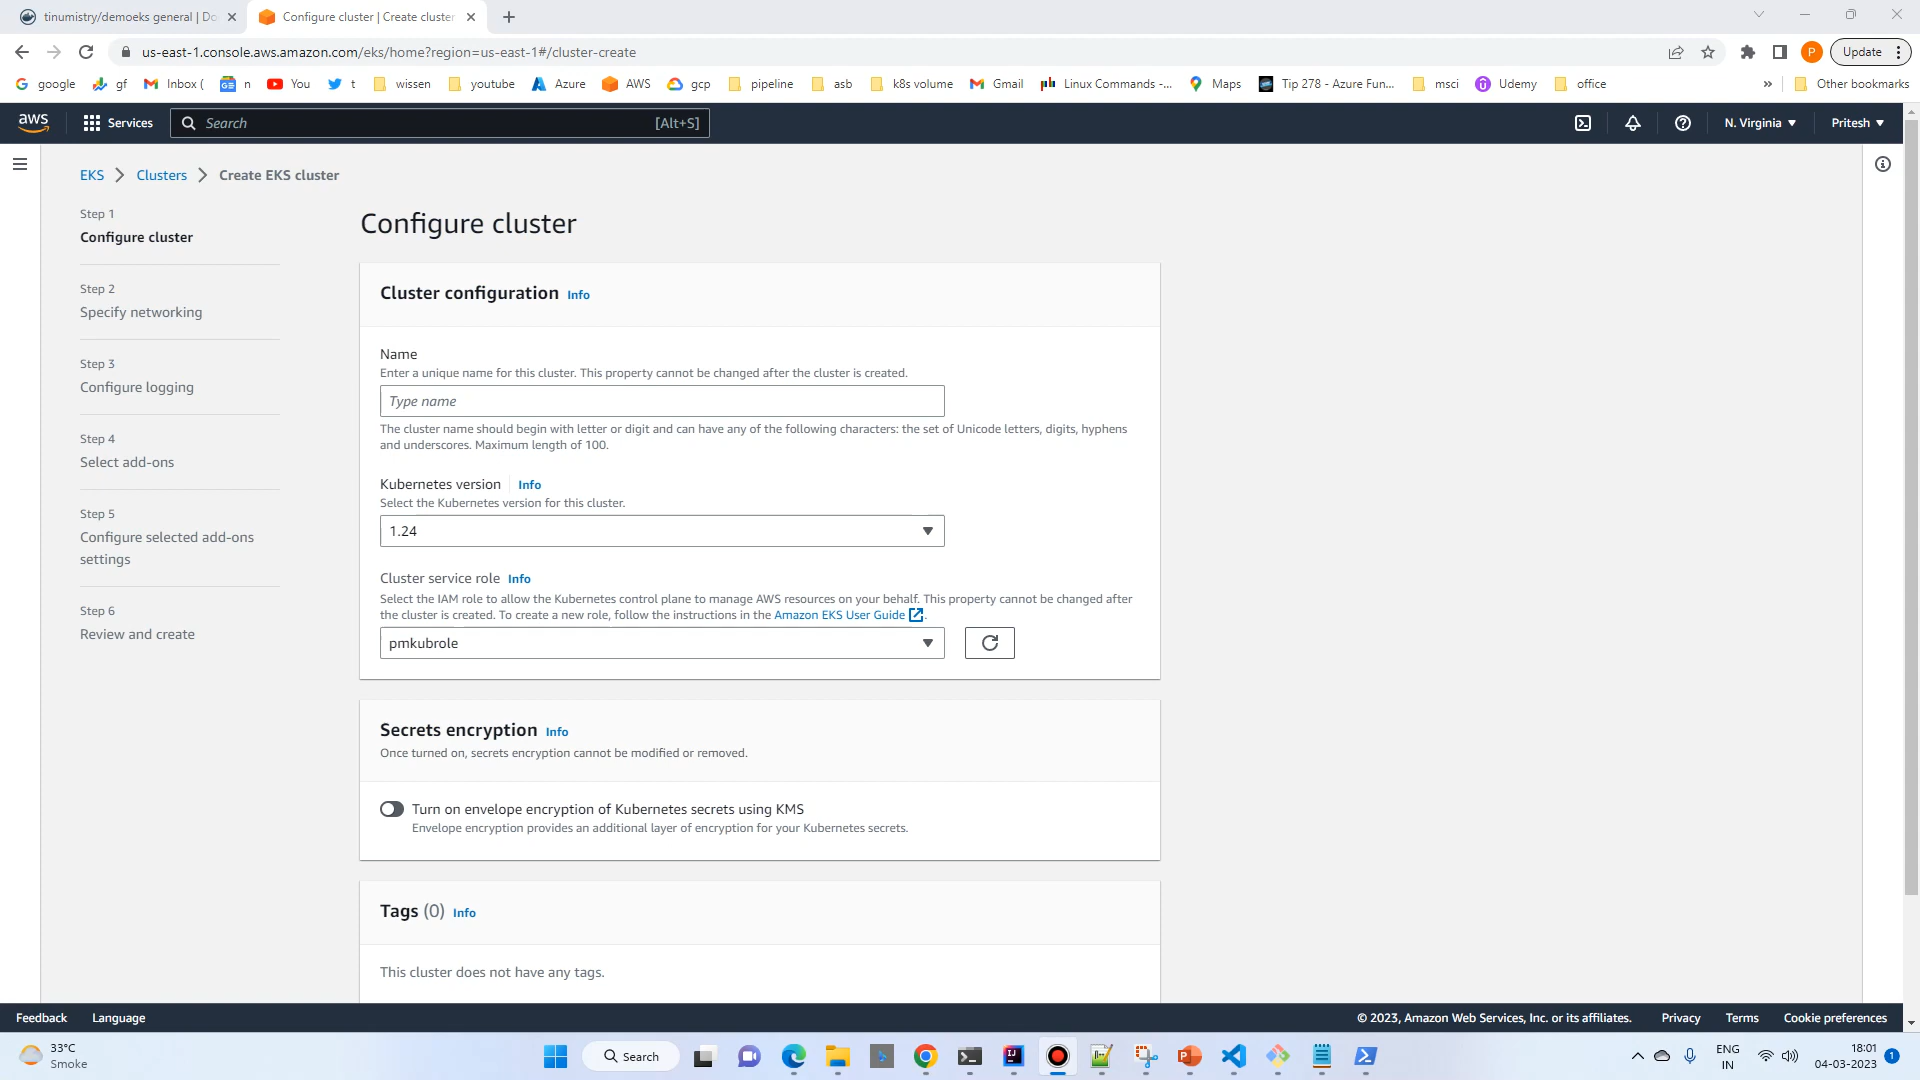 tinumistry/demoeks general | Do
Configure cluster | Create cluster
us-east-1.console.aws.amazon.com/eks/home?region=us-east-1#/cluster-create
Update
google
gf
Inbox (
n
You
t
wissen
youtube
Azure
AWS
gcp
pipeline
asb
k8s volume
Gmail
Linux Commands -...
Maps
Tip 278 - Azure Fun...
msci
Udemy
office
»
Other bookmarks
aws
Services
Search
[Alt+S]
N. Virginia
Pritesh
EKS
Clusters
Create EKS cluster
Step 1
Configure cluster
Step 2
Specify networking
Step 3
Configure logging
Step 4
Select add-ons
Step 5
Configure selected add-ons
settings
Step 6
Review and create
Configure cluster
Cluster configuration Info
Name
Enter a unique name for this cluster. This property cannot be changed after the cluster is created.
Type name
The cluster name should begin with letter or digit and can have any of the following characters: the set of Unicode letters, digits, hyphens
and underscores. Maximum length of 100.
Kubernetes version Info
Select the Kubernetes version for this cluster.
1.24
Cluster service role Info
Select the IAM role to allow the Kubernetes control plane to manage AWS resources on your behalf. This property cannot be changed after
the cluster is created. To create a new role, follow the instructions in the Amazon EKS User Guide.
pmkubrole
Secrets encryption Info
Once turned on, secrets encryption cannot be modified or removed.
Turn on envelope encryption of Kubernetes secrets using KMS
Envelope encryption provides an additional layer of encryption for your Kubernetes secrets.
Tags (0) Info
This cluster does not have any tags.
Feedback
Language
© 2023, Amazon Web Services, Inc. or its affiliates.
Privacy
Terms
Cookie preferences
33°C
Smoke
Search
ENG
IN
18:01
04-03-2023
1